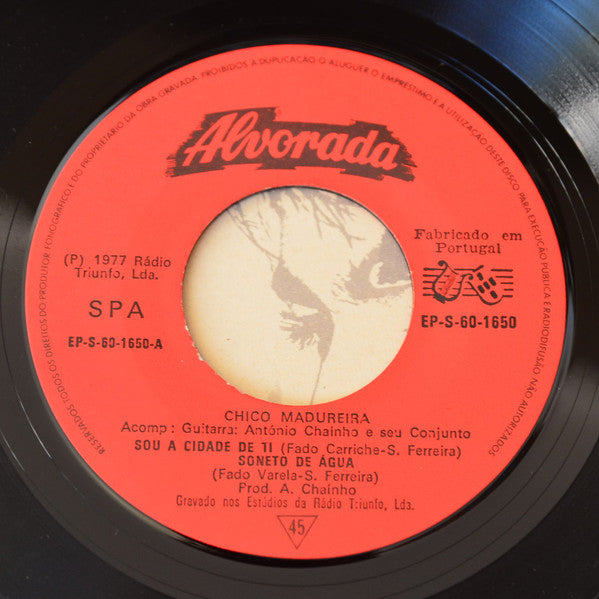 RESERVADOS TODOS OS DIREITOS DO PRODUTOR FONOGRÁFICO E DO PROPRIETÁRIO DA OBRA GRAVADA. PROIBIDOS A DUPLICAÇÃO O ALUGUER O EMPRÉSTIMO E A UTILIZAÇÃO DESTE DISCO PARA EXECUÇÃO PÚBLICA E RADIODIFUSÃO NÃO AUTORIZADOS
Alvorada
(P) 1977 Rádio
Triunfo, Lda.
SPA
EP-S-60-1650-A
Fabricado em
Portugal
EP-S-60-1650
CHICO MADUREIRA
Acomp: Guitarra: António Chainho e seu Conjunto
SOU A CIDADE DE TI (Fado Carriche-S. Ferreira)
SONETO DE ÁGUA
(Fado Varela-S. Ferreira)
Prod. A. Chaínho
Gravado nos Estúdios da Rádio Triunfo, Lda.
45